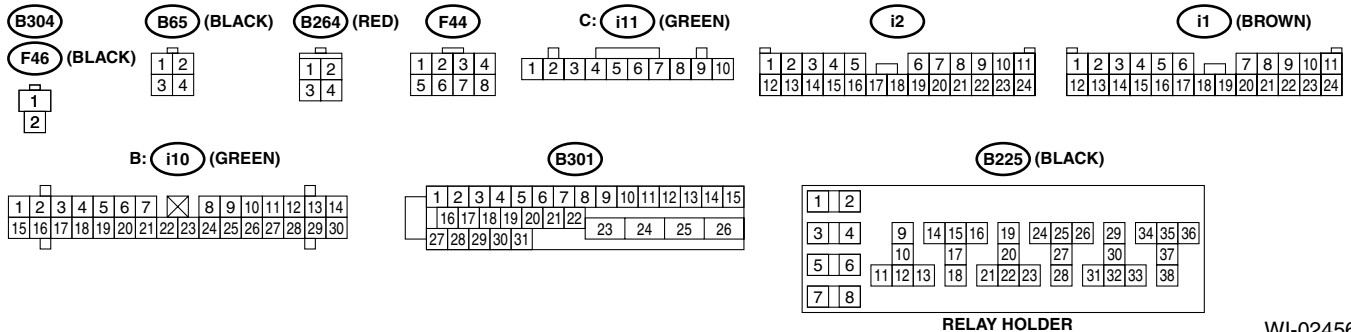 B304 B65 (BLACK) B264 (RED) F44 C: i11 (GREEN) i2 i1 (BROWN)
F46 (BLACK)
1
2
1 2
3 4
1 2
3 4
1 2 3 4
5 6 7 8
1 2 3 4 5 6 7 8 9 10
1 2 3 4 5 6 7 8 9 10 11
12 13 14 15 16 17 18 19 20 21 22 23 24
1 2 3 4 5 6 7 8 9 10 11
12 13 14 15 16 17 18 19 20 21 22 23 24
B: i10 (GREEN) B301 B225 (BLACK)
1 2 3 4 5 6 7 8 9 10 11 12 13 14
15 16 17 18 19 20 21 22 23 24 25 26 27 28 29 30
1 2 3 4 5 6 7 8 9 10 11 12 13 14 15
16 17 18 19 20 21 22 23 24 25 26
27 28 29 30 31
1 2
3 4 9 14 15 16 19 24 25 26 29 34 35 36
10 17 20 27 30 37
5 6 11 12 13 18 21 22 23 28 31 32 33 38
7 8
RELAY HOLDER
WI-02456